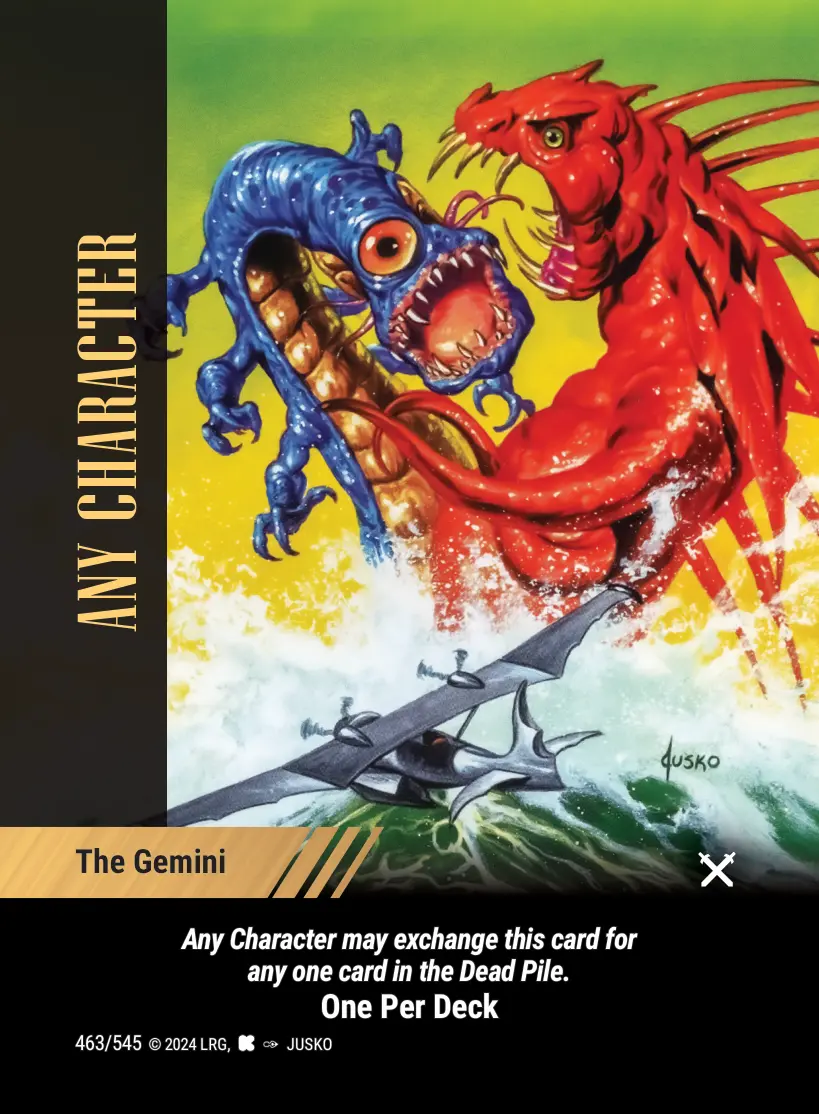 ANY CHARACTER
JUSKO
The Gemini
Any Character may exchange this card for
any one card in the Dead Pile.
One Per Deck
463/545 © 2024 LRG, JUSKO